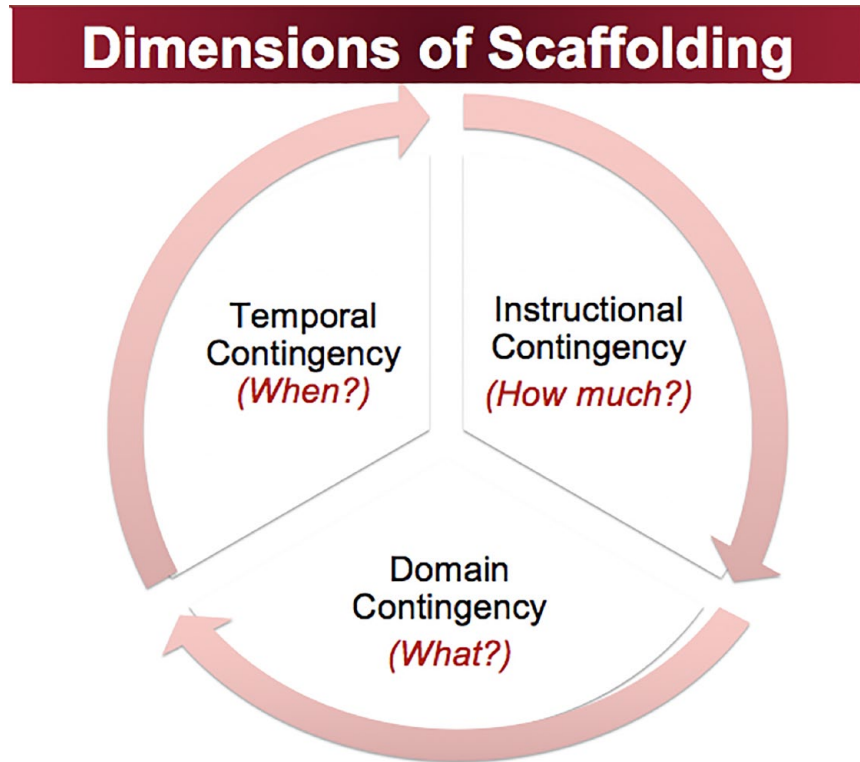 Dimensions of Scaffolding
Temporal
Contingency
(When?)
Instructional
Contingency
(How much?)
Domain
Contingency
(What?)